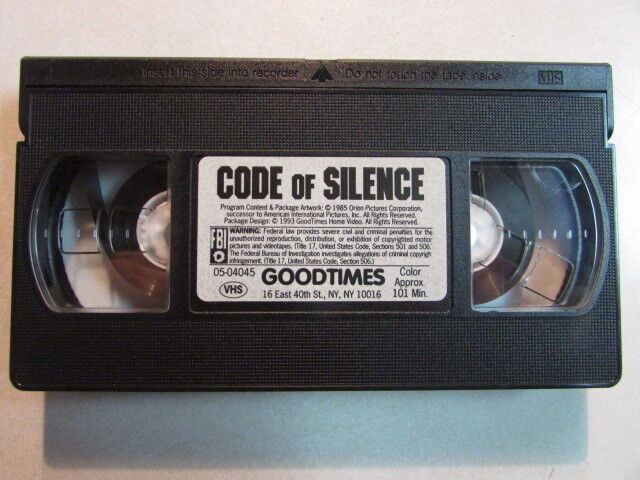 Insert this side into recorder Do not touch the tape inside VHS
CODE OF SILENCE
Program Content & Package Artwork: © 1985 Orion Pictures Corporation,
successor to American International Pictures, Inc. All Rights Reserved.
Package Design: © 1993 GoodTimes Home Video. All Rights Reserved.
FBI WARNING: Federal law provides severe civil and criminal penalties for the
unauthorized reproduction, distribution, or exhibition of copyrighted motor
pictures and videotapes. (Title 17, United States Code, Sections 501 and 506.
The Federal Bureau of Investigation investigates allegations of criminal copyrigh
infringement. (Title 17, United States Code, Section 506.)
05-04045 GOODTIMES Color
Approx.
VHS 16 East 40th St., NY, NY 10016 101 Min.